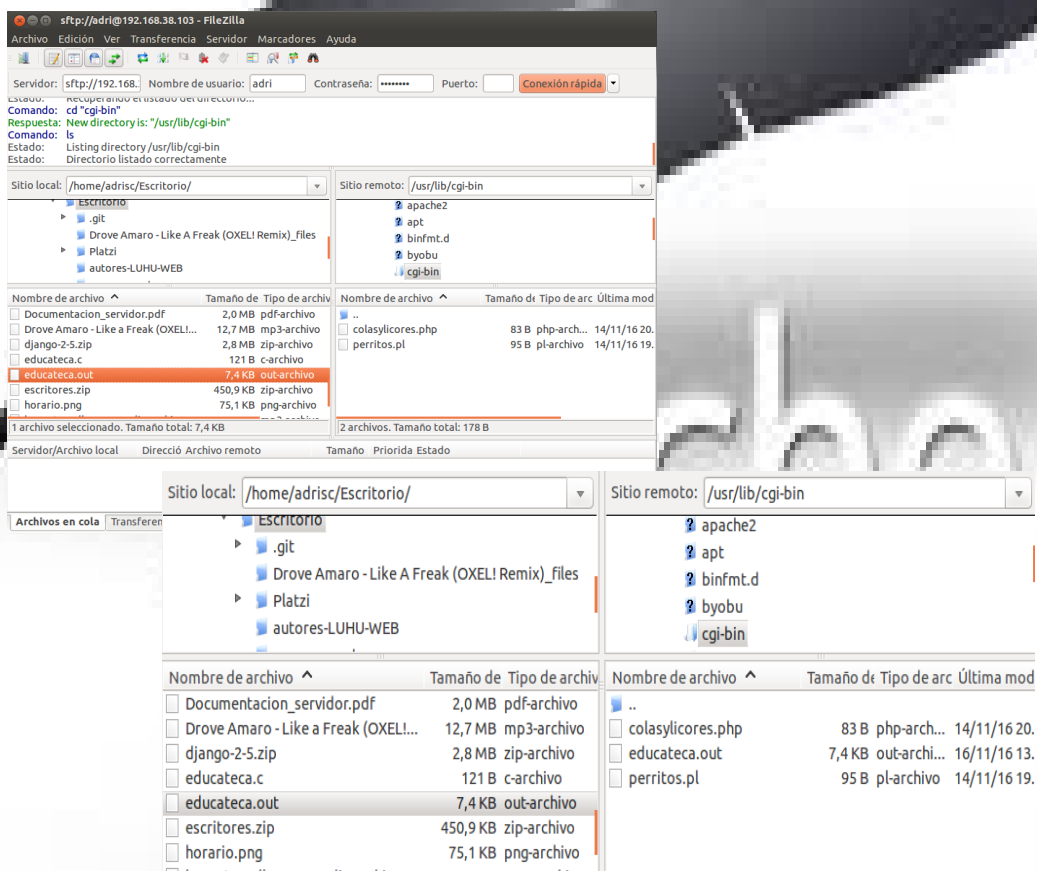 sftp://adri@192.168.38.103 - FileZilla
Archivo Edición Ver Transferencia Servidor Marcadores Ayuda
Servidor: sftp://192.168. Nombre de usuario: adri Contraseña: •••••••• Puerto: Conexión rápida
Estado: Recuperando el listado del directorio...
Comando: cd "cgi-bin"
Respuesta: New directory is: "/usr/lib/cgi-bin"
Comando: ls
Estado: Listing directory /usr/lib/cgi-bin
Estado: Directorio listado correctamente
Sitio local: /home/adrisc/Escritorio/
Escritorio
.git
Drove Amaro - Like A Freak (OXEL! Remix)_files
Platzi
autores-LUHU-WEB
Sitio remoto: /usr/lib/cgi-bin
apache2
apt
binfmt.d
byobu
cgi-bin
Nombre de archivo Tamaño de Tipo de archiv
Documentacion_servidor.pdf 2,0 MB pdf-archivo
Drove Amaro - Like a Freak (OXEL!... 12,7 MB mp3-archivo
django-2-5.zip 2,8 MB zip-archivo
educateca.c 121 B c-archivo
educateca.out 7,4 KB out-archivo
escritores.zip 450,9 KB zip-archivo
horario.png 75,1 KB png-archivo
1 archivo seleccionado. Tamaño total: 7,4 KB
Nombre de archivo Tamaño de Tipo de arc Última mod
..
colasylicores.php 83 B php-arch... 14/11/16 20.
perritos.pl 95 B pl-archivo 14/11/16 19.
2 archivos. Tamaño total: 178 B
Servidor/Archivo local Direcció Archivo remoto Tamaño Priorida Estado
Archivos en cola Transferen
Sitio local: /home/adrisc/Escritorio/
Escritorio
.git
Drove Amaro - Like A Freak (OXEL! Remix)_files
Platzi
autores-LUHU-WEB
Sitio remoto: /usr/lib/cgi-bin
apache2
apt
binfmt.d
byobu
cgi-bin
Nombre de archivo Tamaño de Tipo de archiv
Documentacion_servidor.pdf 2,0 MB pdf-archivo
Drove Amaro - Like a Freak (OXEL!... 12,7 MB mp3-archivo
django-2-5.zip 2,8 MB zip-archivo
educateca.c 121 B c-archivo
educateca.out 7,4 KB out-archivo
escritores.zip 450,9 KB zip-archivo
horario.png 75,1 KB png-archivo
Nombre de archivo Tamaño de Tipo de arc Última mod
..
colasylicores.php 83 B php-arch... 14/11/16 20.
educateca.out 7,4 KB out-archi... 16/11/16 13.
perritos.pl 95 B pl-archivo 14/11/16 19.